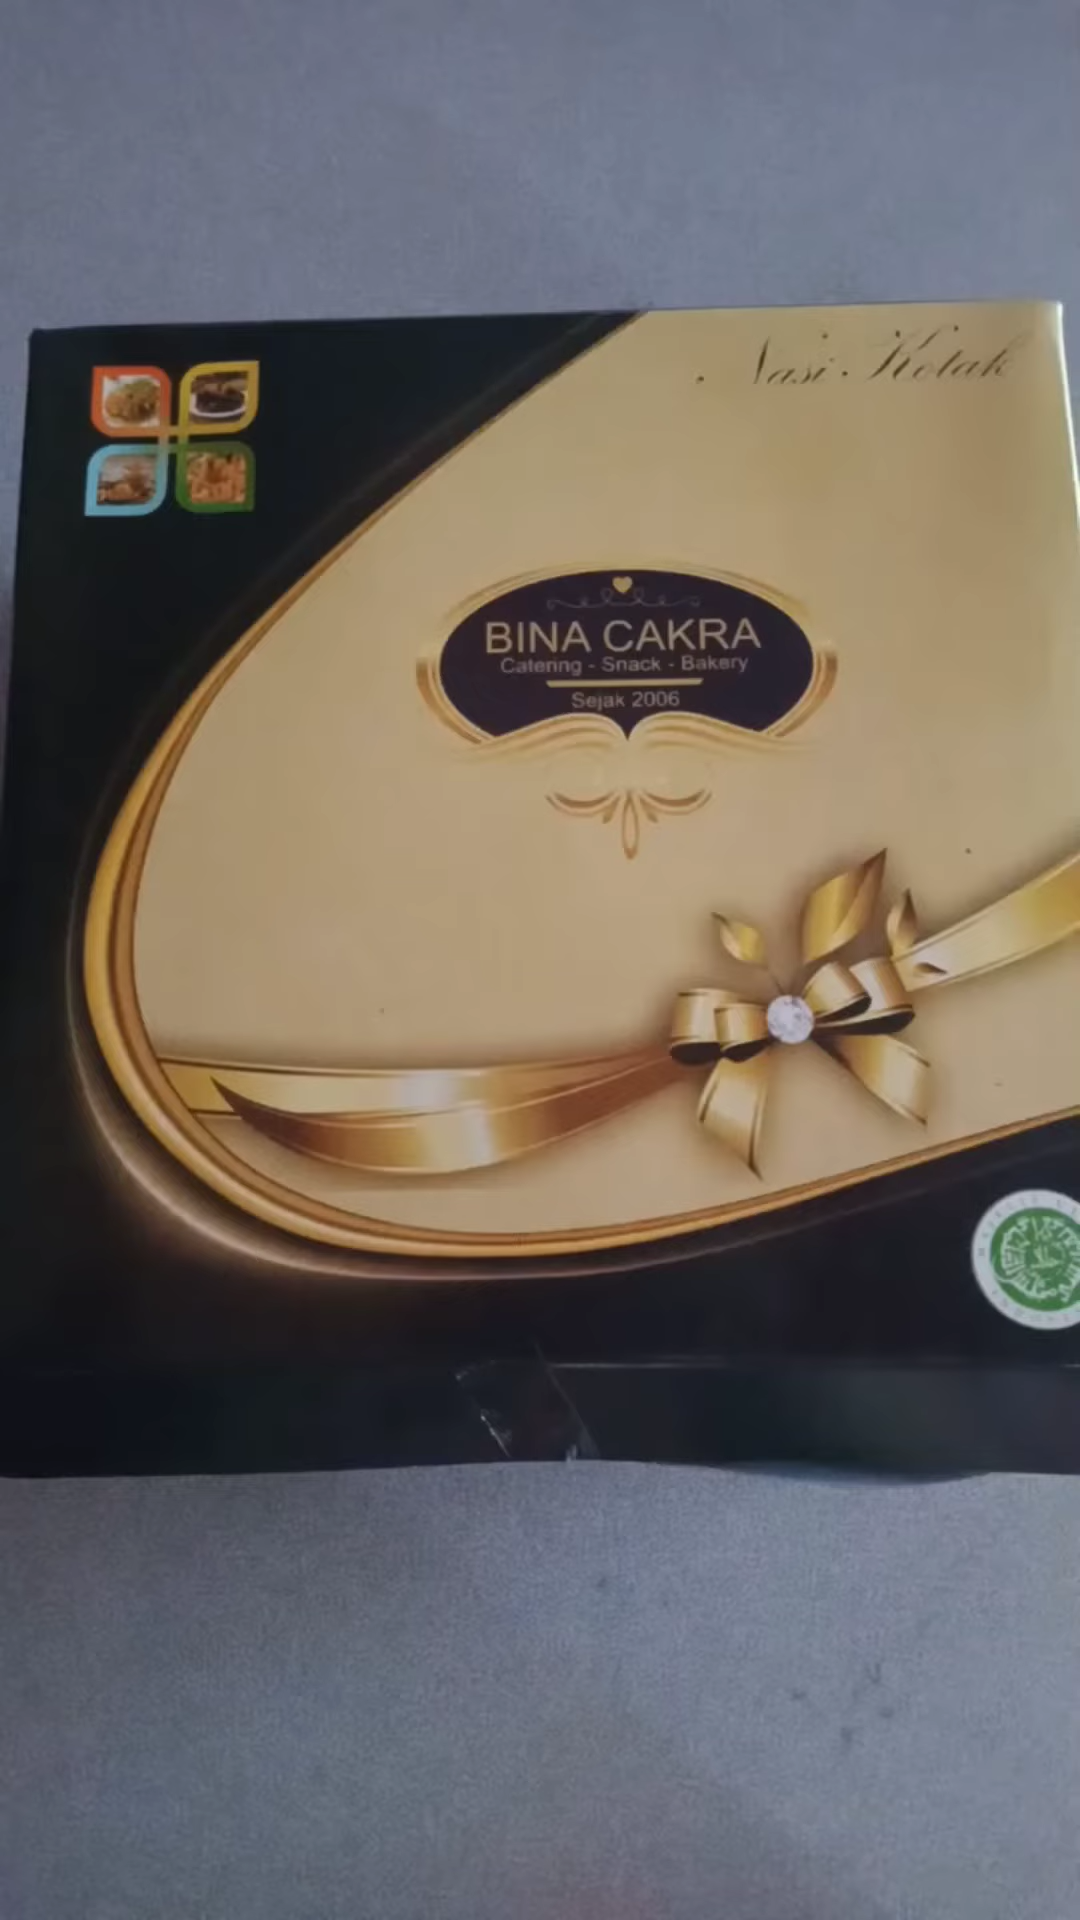 Nasi Kotak
BINA CAKRA
Catering - Snack - Bakery
Sejak 2006